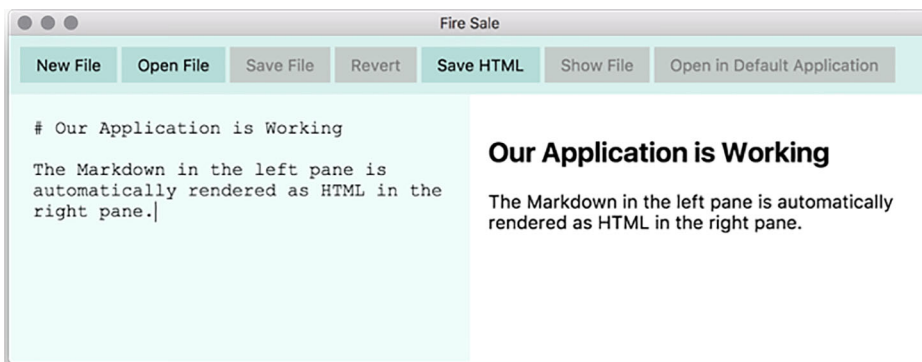 Fire Sale
New File Open File Save File Revert Save HTML Show File Open in Default Application
# Our Application is Working
The Markdown in the left pane is
automatically rendered as HTML in the
right pane.
Our Application is Working
The Markdown in the left pane is automatically
rendered as HTML in the right pane.